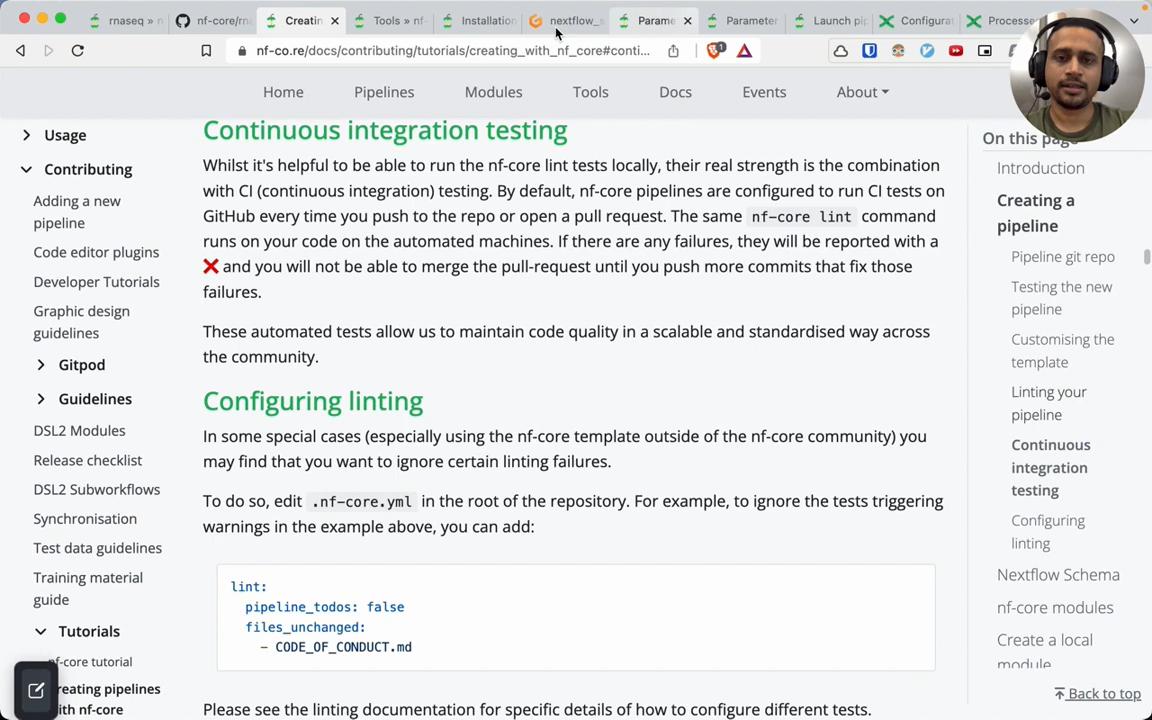 rnaseq » n
nf-core/rn
Creatin
Tools » nf-
Installation
nextflow_s
Parame
Parameter
Launch pip
Configurat
Processe
nf-co.re/docs/contributing/tutorials/creating_with_nf_core#conti...
1
Home
Pipelines
Modules
Tools
Docs
Events
About
Usage
Contributing
Adding a new
pipeline
Code editor plugins
Developer Tutorials
Graphic design
guidelines
Gitpod
Guidelines
DSL2 Modules
Release checklist
DSL2 Subworkflows
Synchronisation
Test data guidelines
Training material
guide
Tutorials
nf-core tutorial
reating pipelines
ith nf-core
Continuous integration testing
Whilst it's helpful to be able to run the nf-core lint tests locally, their real strength is the combination
with CI (continuous integration) testing. By default, nf-core pipelines are configured to run CI tests on
GitHub every time you push to the repo or open a pull request. The same nf-core lint command
runs on your code on the automated machines. If there are any failures, they will be reported with a
❌ and you will not be able to merge the pull-request until you push more commits that fix those
failures.
These automated tests allow us to maintain code quality in a scalable and standardised way across
the community.
Configuring linting
In some special cases (especially using the nf-core template outside of the nf-core community) you
may find that you want to ignore certain linting failures.
To do so, edit .nf-core.yml in the root of the repository. For example, to ignore the tests triggering
warnings in the example above, you can add:
lint:
pipeline_todos: false
files_unchanged:
- CODE_OF_CONDUCT.md
Please see the linting documentation for specific details of how to configure different tests.
On this page
Introduction
Creating a
pipeline
Pipeline git repo
Testing the new
pipeline
Customising the
template
Linting your
pipeline
Continuous
integration
testing
Configuring
linting
Nextflow Schema
nf-core modules
Create a local
module
Back to top